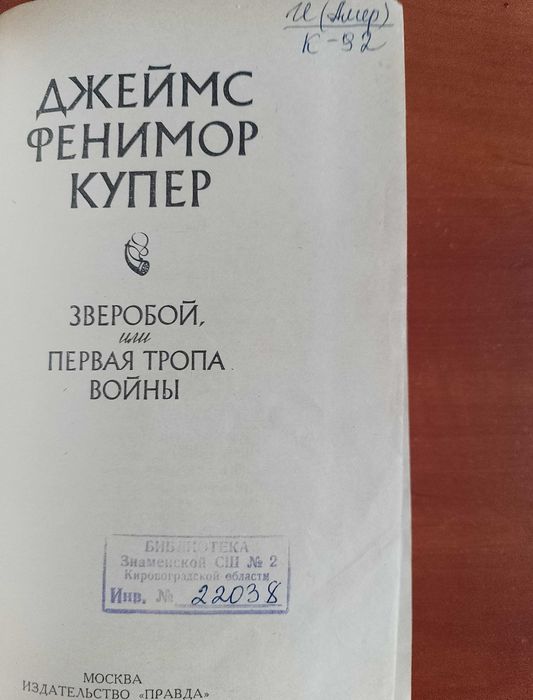 И (Амер)
К-92
ДЖЕЙМС
ФЕНИМОР
КУПЕР
ЗВЕРОБОЙ,
или
ПЕРВАЯ ТРОПА
ВОЙНЫ
БИБЛИОТЕКА
Знаменской СШ № 2
Кировоградской области
Инв. № 22038
МОСКВА
ИЗДАТЕЛЬСТВО «ПРАВДА»